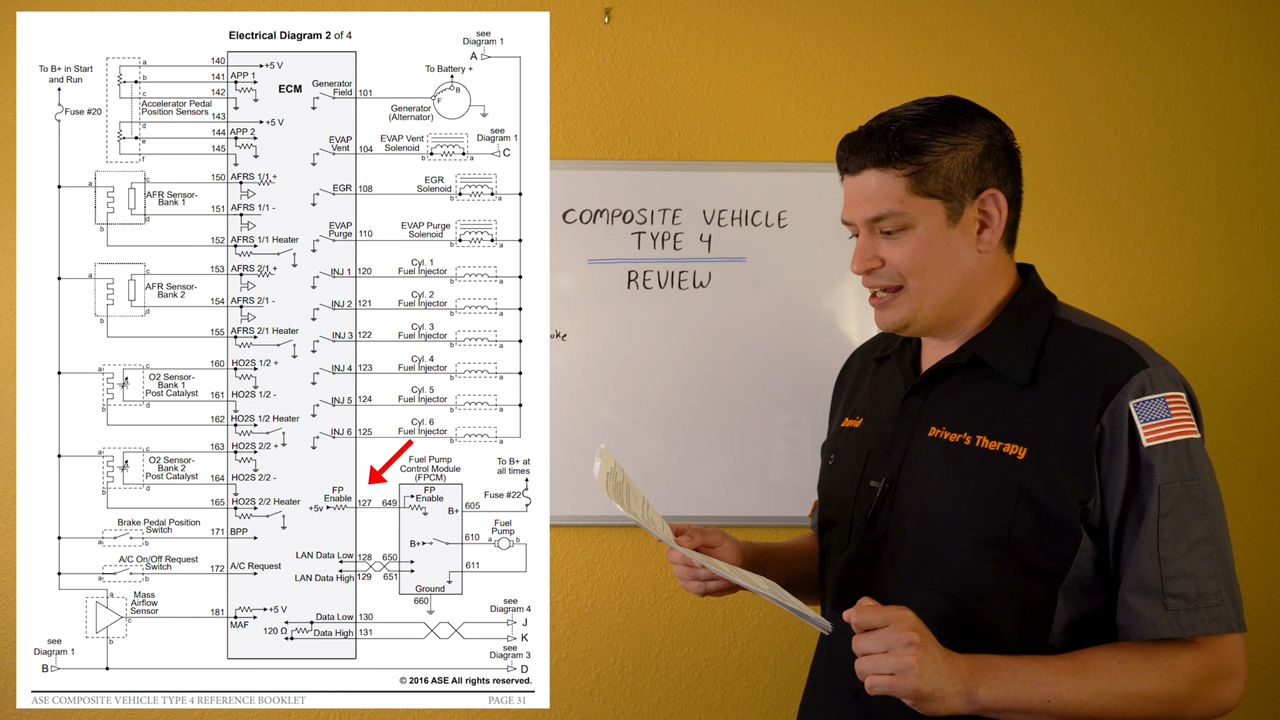 Electrical Diagram 2 of 4
see
Diagram 1
A
To B+ in Start
and Run
Fuse #20
a
b
c
d
e
f
Accelerator Pedal
Position Sensors
140
+5 V
141
APP 1
142
143
+5 V
144
APP 2
145
ECM
Generator
Field
101
To Battery +
B
F
Generator
(Alternator)
EVAP
Vent
104
EVAP Vent
Solenoid
b
a
see
Diagram 1
C
a
c
d
b
AFR Sensor-
Bank 1
150
AFRS 1/1 +
151
AFRS 1/1 -
152
AFRS 1/1 Heater
EGR
108
EGR
Solenoid
b
a
EVAP
Purge
110
EVAP Purge
Solenoid
b
a
a
c
d
b
AFR Sensor-
Bank 2
153
AFRS 2/1 +
154
AFRS 2/1 -
155
AFRS 2/1 Heater
INJ 1
120
Cyl. 1
Fuel Injector
b
a
INJ 2
121
Cyl. 2
Fuel Injector
b
a
INJ 3
122
Cyl. 3
Fuel Injector
b
a
a
c
d
b
O2 Sensor-
Bank 1
Post Catalyst
160
HO2S 1/2 +
161
HO2S 1/2 -
162
HO2S 1/2 Heater
INJ 4
123
Cyl. 4
Fuel Injector
b
a
INJ 5
124
Cyl. 5
Fuel Injector
b
a
INJ 6
125
Cyl. 6
Fuel Injector
b
a
a
c
d
b
O2 Sensor-
Bank 2
Post Catalyst
163
HO2S 2/2 +
164
HO2S 2/2 -
165
HO2S 2/2 Heater
Fuel Pump
Control Module
(FPCM)
To B+ at
all times
Fuse #22
FP
Enable
+5v
127
649
FP
Enable
B+
605
Brake Pedal Position
Switch
a
b
171
BPP
B+
610
Fuel
Pump
a
b
A/C On/Off Request
Switch
a
b
172
A/C Request
LAN Data Low
128
650
LAN Data High
129
651
611
Ground
660
Mass
Airflow
Sensor
a
c
b
181
+5 V
MAF
Data Low
130
120 Ω
Data High
131
see
Diagram 4
J
K
see
Diagram 1
B
see
Diagram 3
D
© 2016 ASE All rights reserved.
ASE COMPOSITE VEHICLE TYPE 4 REFERENCE BOOKLET
PAGE 31
COMPOSITE VEHICLE
TYPE 4
REVIEW
oke
David
Driver's Therapy